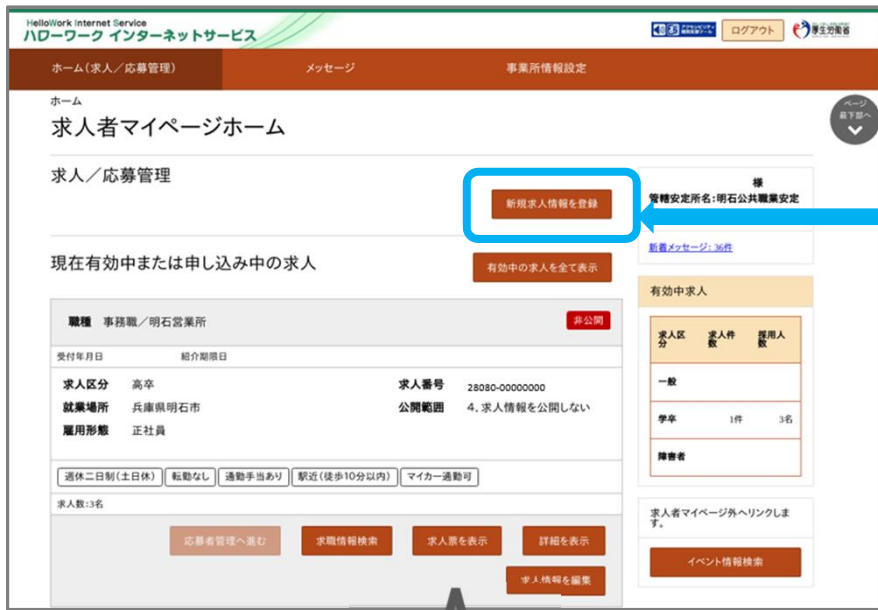 HelloWork Internet Service
ハローワーク インターネットサービス
ログアウト
厚生労働省
ホーム(求人/応募管理)
メッセージ
事業所情報設定
ホーム
ページ
最下部へ
求人者マイページホーム
求人/応募管理
新規求人情報を登録
様
管轄安定所名:明石公共職業安定
新着メッセージ: 36件
現在有効中または申し込み中の求人
有効中の求人を全て表示
有効中求人
職種 事務職/明石営業所
非公開
求人区分
求人件数
採用人数
受付年月日 紹介期限日
求人区分 高卒
求人番号 28080-00000000
一般
就業場所 兵庫県明石市
公開範囲 4.求人情報を公開しない
学卒 1件 3名
雇用形態 正社員
障害者
週休二日制(土日休) 転勤なし 通勤手当あり 駅近(徒歩10分以内) マイカー通勤可
求人数:3名
求人者マイページ外へリンクします。
応募者管理へ進む
求職情報検索
求人票を表示
詳細を表示
イベント情報検索
求人情報を編集